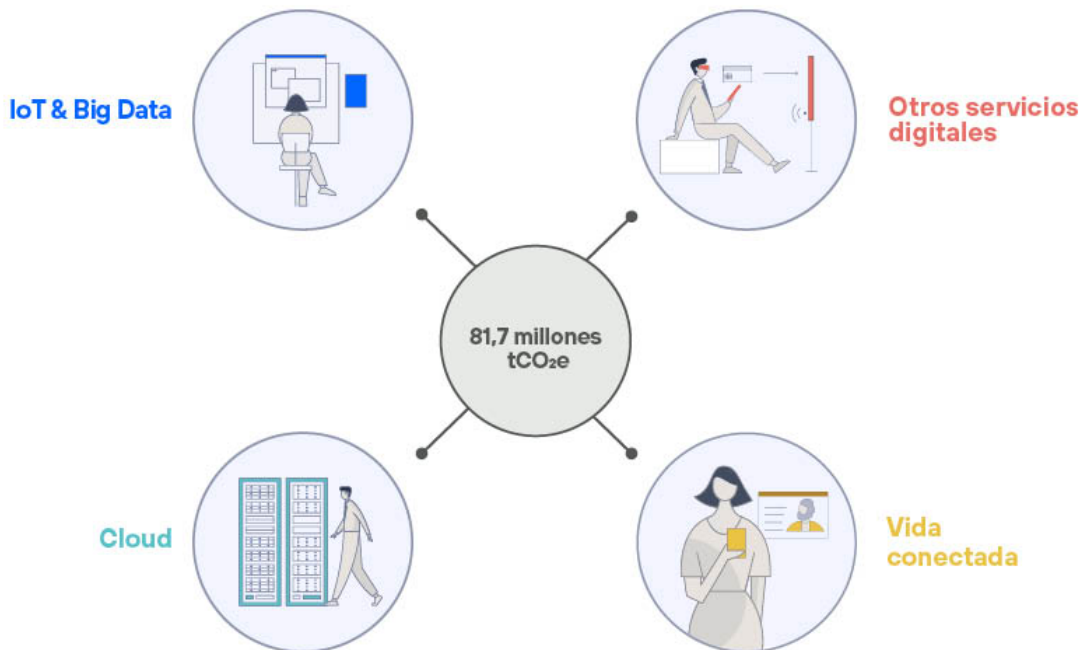 IoT & Big Data
Otros servicios
digitales
81,7 millones
tCO₂e
Cloud
Vida
conectada